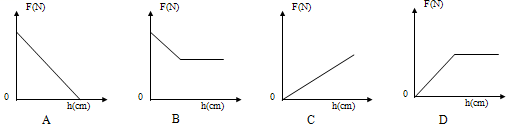 F(N) F(N) F(N) F(N)
0 0 0 0
h(cm) h(cm) h(cm) h(cm)
A B C D